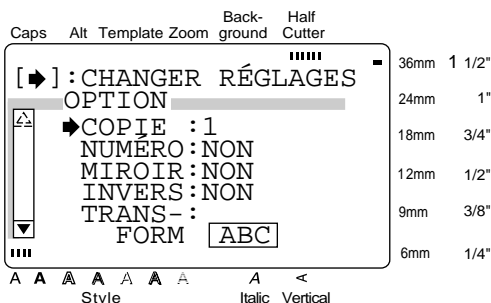 Caps Alt Template Zoom Back-ground Half Cutter
[➡]:CHANGER RÉGLAGES
OPTION
➡COPIE :1
NUMÉRO:NON
MIROIR:NON
INVERS:NON
TRANS-:
FORM ABC
36mm 1 1/2"
24mm 1"
18mm 3/4"
12mm 1/2"
9mm 3/8"
6mm 1/4"
A A A A A A A A A
Style Italic Vertical